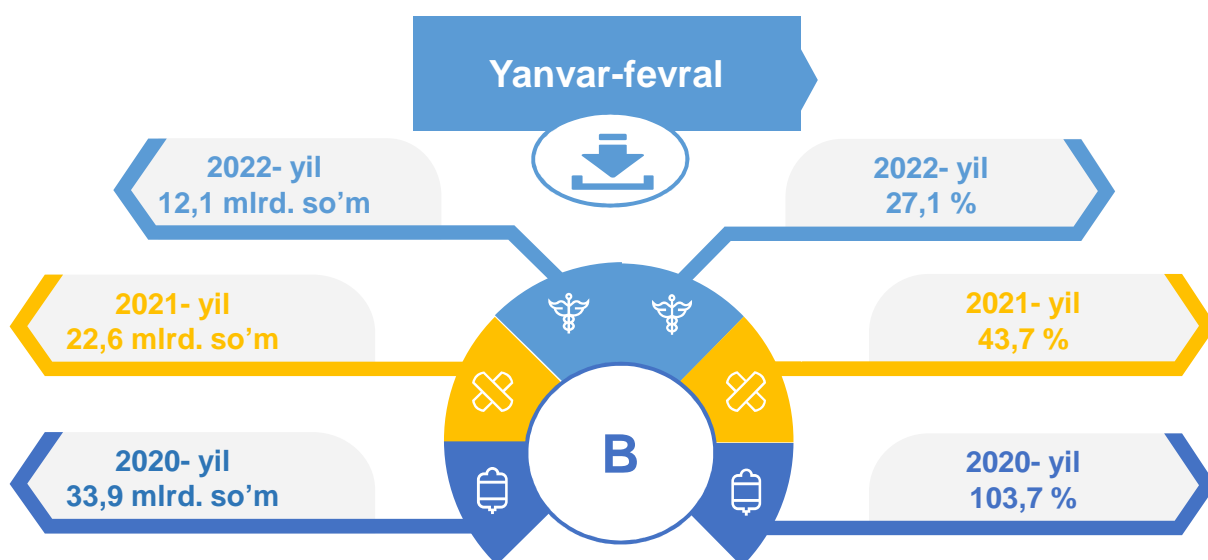 Yanvar-fevral
2022- yil
12,1 mlrd. so’m
2022- yil
27,1 %
2021- yil
22,6 mlrd. so’m
2021- yil
43,7 %
B
2020- yil
33,9 mlrd. so’m
2020- yil
103,7 %